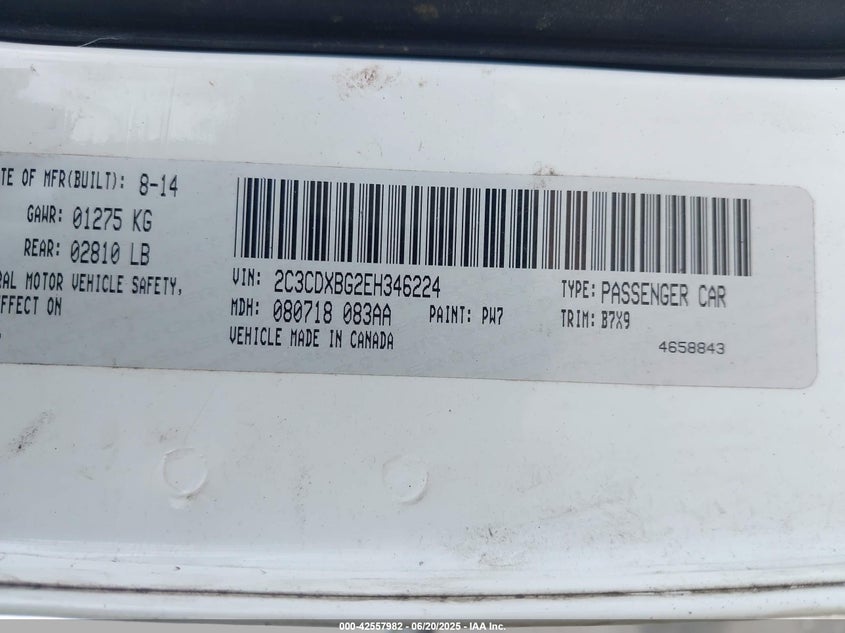 TE OF MFR(BUILT): 8-14
GAWR: 01275 KG
REAR: 02810 LB
RAL MOTOR VEHICLE SAFETY,
FFECT ON
VIN: 2C3CDXBG2EH346224
TYPE: PASSENGER CAR
MDH: 080718 083AA
PAINT: PW7
TRIM: B7X9
VEHICLE MADE IN CANADA
4658843
000-42557982 - 06/20/2025 - IAA Inc.